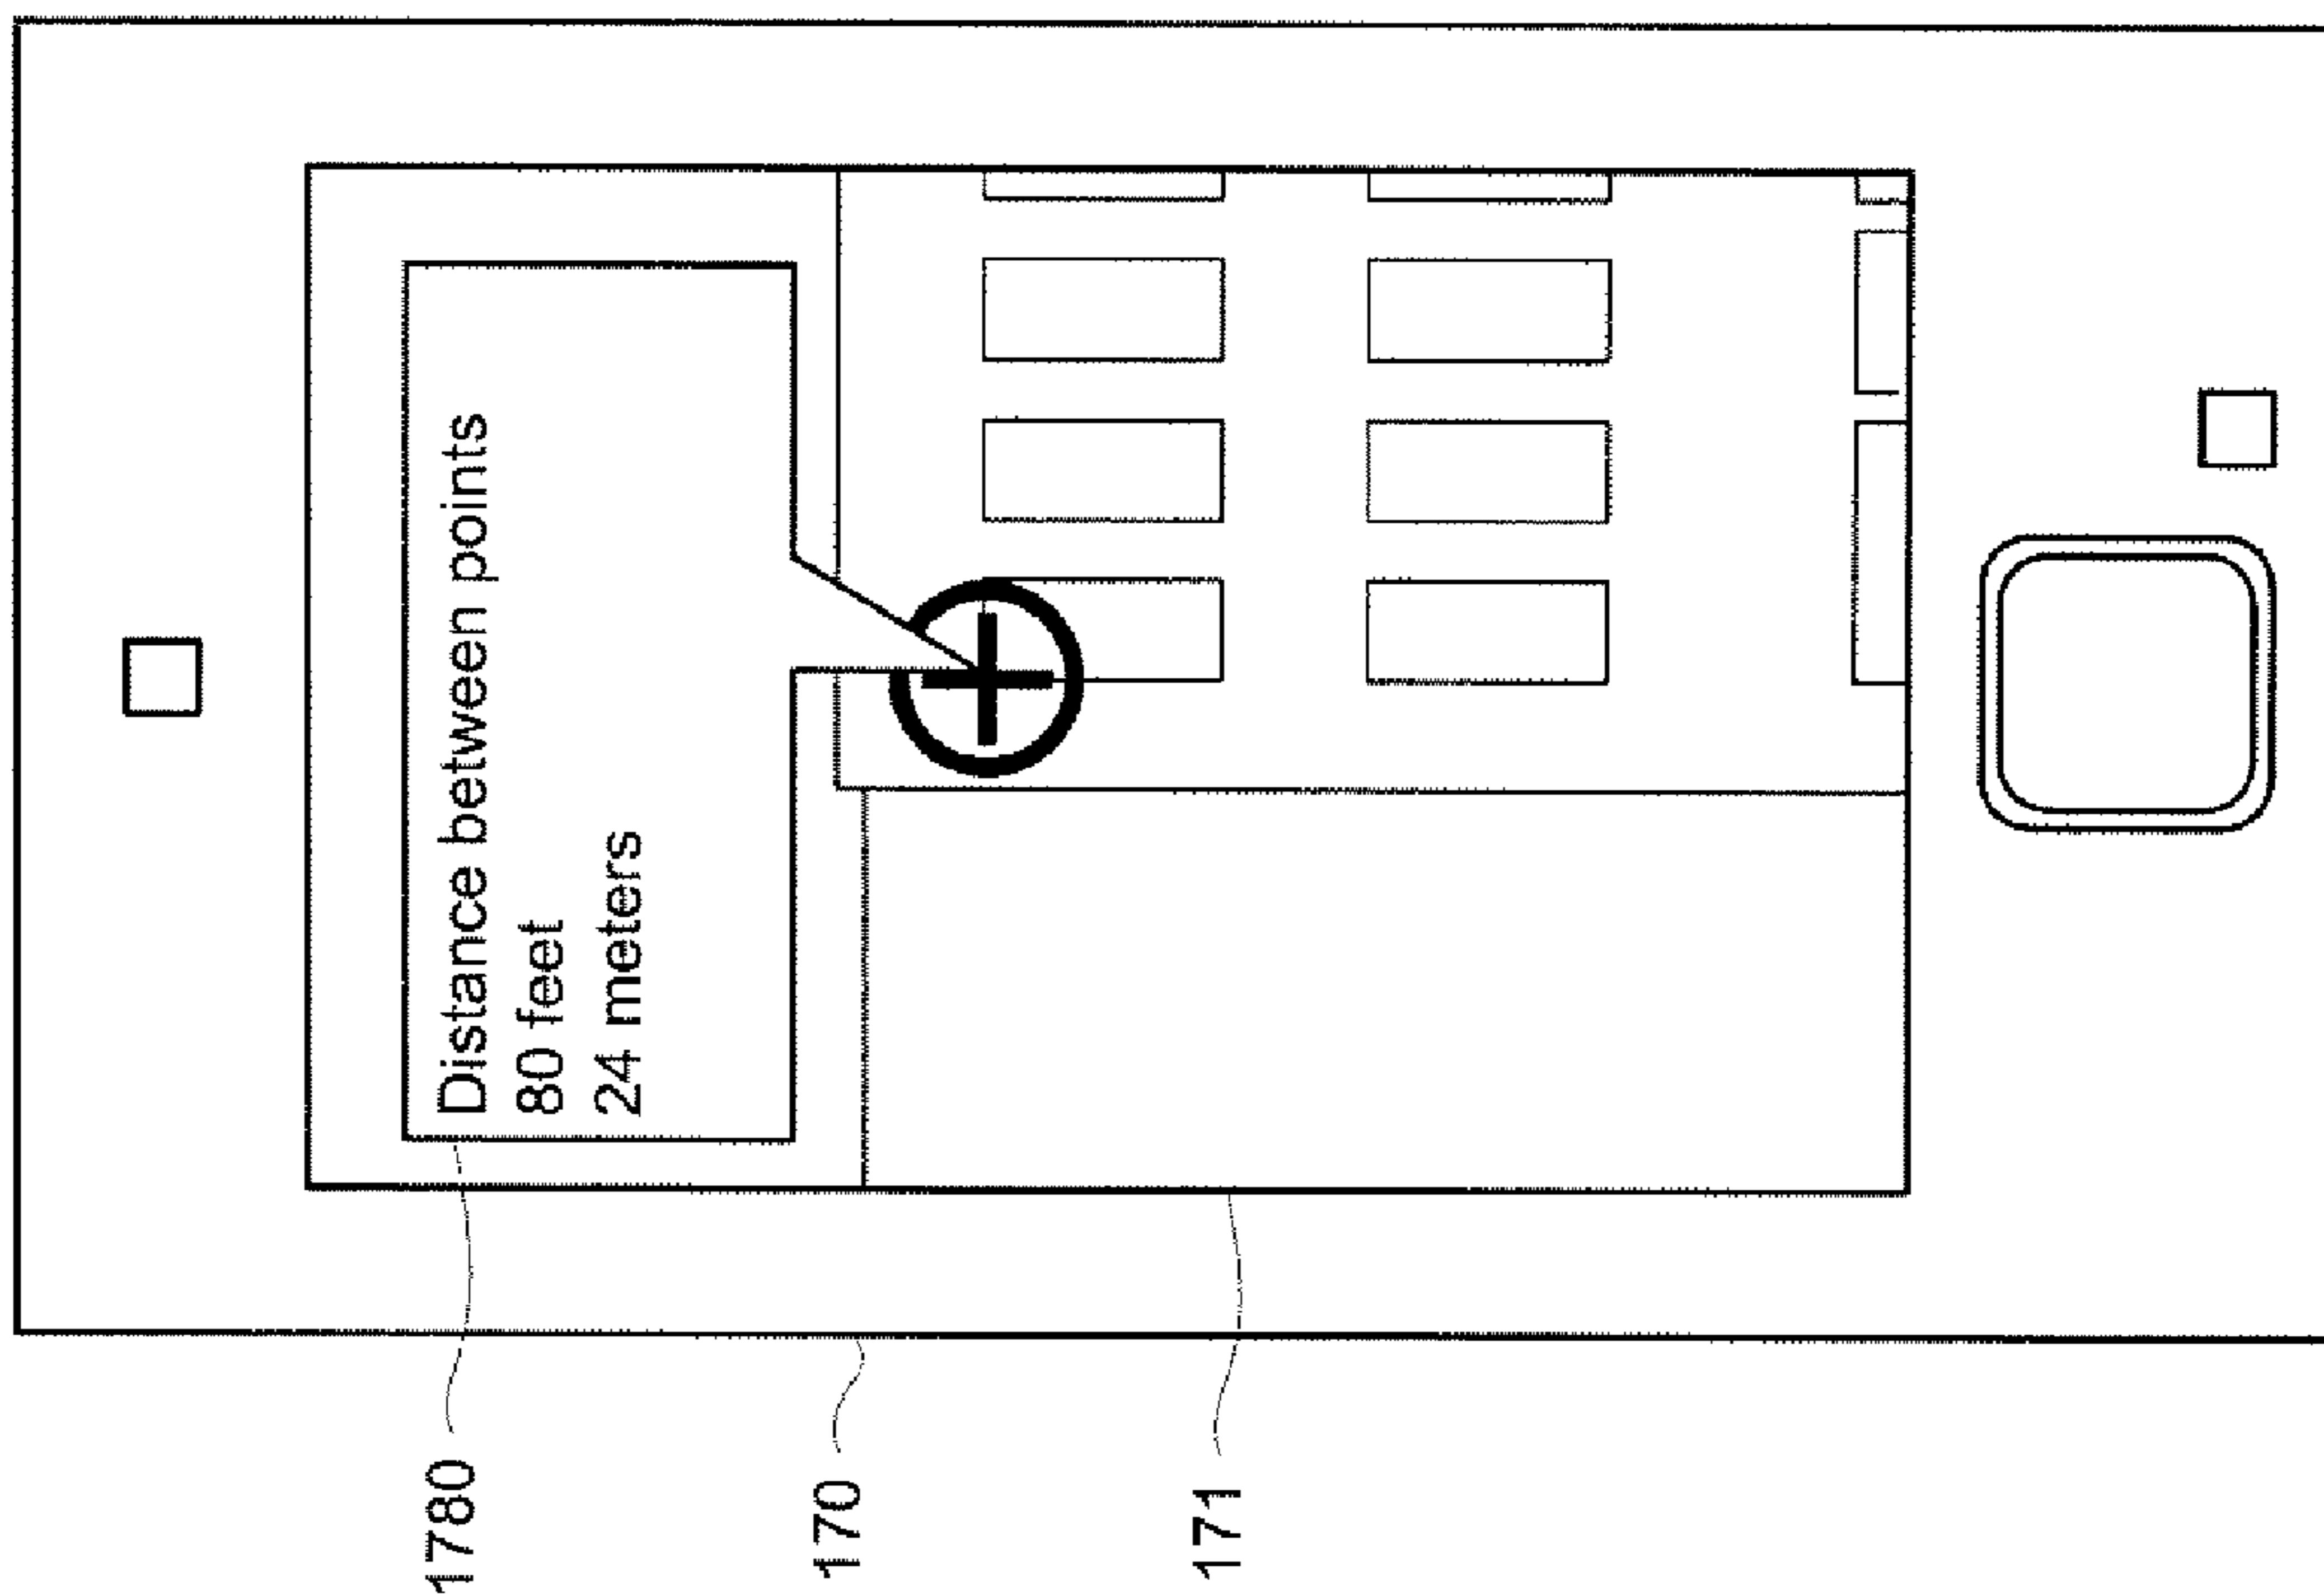 Distance between points
80 feet
24 meters
1780
170
171